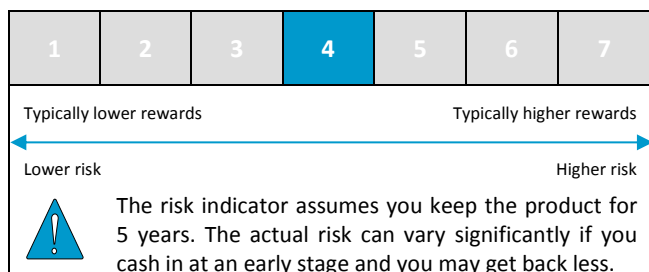 1 2 3 4 5 6 7
Typically lower rewards Typically higher rewards
Lower risk Higher risk
The risk indicator assumes you keep the product for
5 years. The actual risk can vary significantly if you
cash in at an early stage and you may get back less.